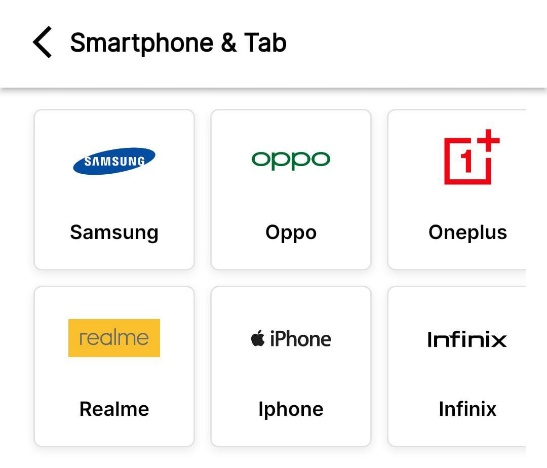 Smartphone & Tab
SAMSUNG
oppo
1+
Samsung
Oppo
Oneplus
realme
iPhone
Infinix
Realme
Iphone
Infinix